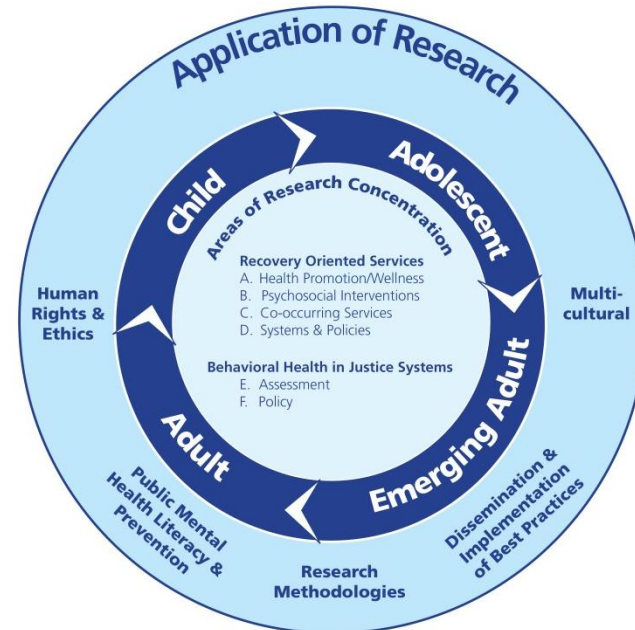 Application of Research
Child
Adolescent
Emerging Adult
Adult
Areas of Research Concentration
Recovery Oriented Services
A. Health Promotion/Wellness
B. Psychosocial Interventions
C. Co-occurring Services
D. Systems & Policies
Behavioral Health in Justice Systems
E. Assessment
F. Policy
Human
Rights &
Ethics
Multi-
cultural
Public Mental
Health Literacy &
Prevention
Research
Methodologies
Dissemination &
Implementation
of Best Practices